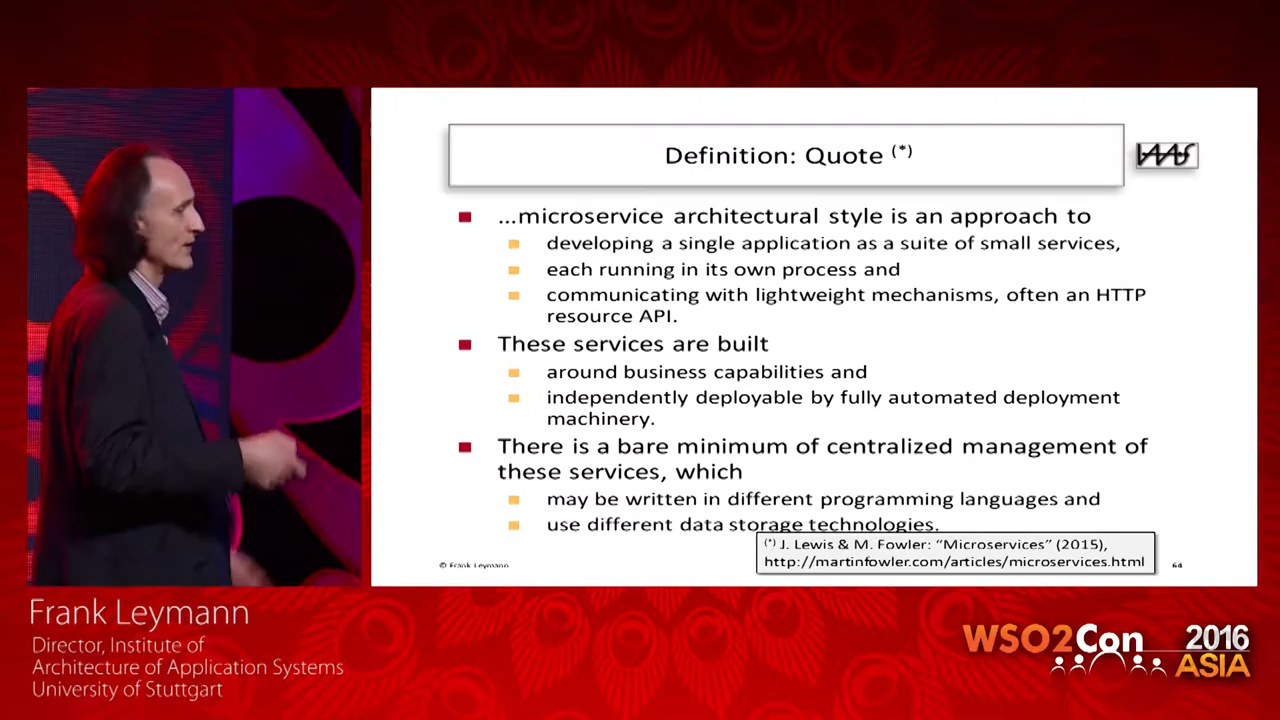 Definition: Quote (*)
IAAS
...microservice architectural style is an approach to
developing a single application as a suite of small services,
each running in its own process and
communicating with lightweight mechanisms, often an HTTP
resource API.
These services are built
around business capabilities and
independently deployable by fully automated deployment
machinery.
There is a bare minimum of centralized management of
these services, which
may be written in different programming languages and
use different data storage technologies.
(*) J. Lewis & M. Fowler: “Microservices” (2015),
http://martinfowler.com/articles/microservices.html
© Frank Leymann
64
Frank Leymann
Director, Institute of
Architecture of Application Systems
University of Stuttgart
WSO2Con 2016
ASIA